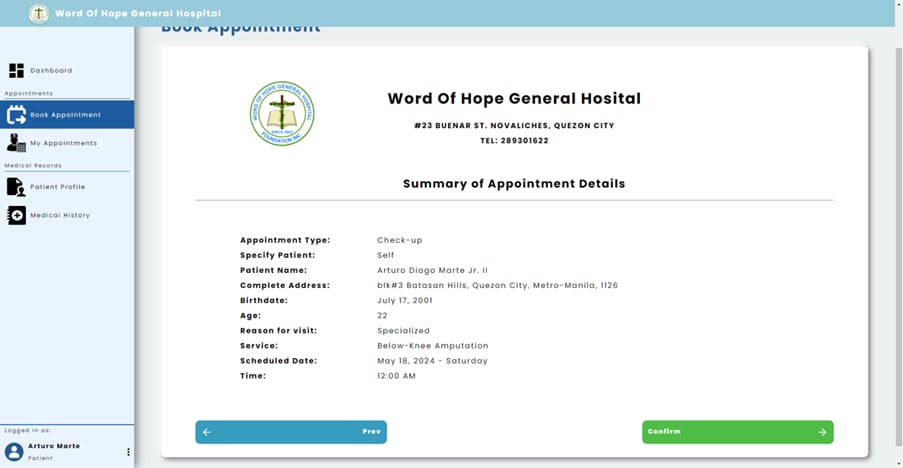 Word Of Hope General Hospital
Book Appointment
Dashboard
Appointments
Book Appointment
My Appointments
Medical Records
Patient Profile
Medical History
Logged in as:
Arturo Marte
Patient
WORD OF HOPE GENERAL HOSPITAL
SINCE 2002
FOUNDATION INC.
Word Of Hope General Hosital
#23 BUENAR ST. NOVALICHES, QUEZON CITY
TEL: 289301622
Summary of Appointment Details
Appointment Type: Check-up
Specify Patient: Self
Patient Name: Arturo Diago Marte Jr. II
Complete Address: blk#3 Batasan Hills, Quezon City, Metro-Manila, 1126
Birthdate: July 17, 2001
Age: 22
Reason for visit: Specialized
Service: Below-Knee Amputation
Scheduled Date: May 18, 2024 - Saturday
Time: 12:00 AM
Prev
Confirm